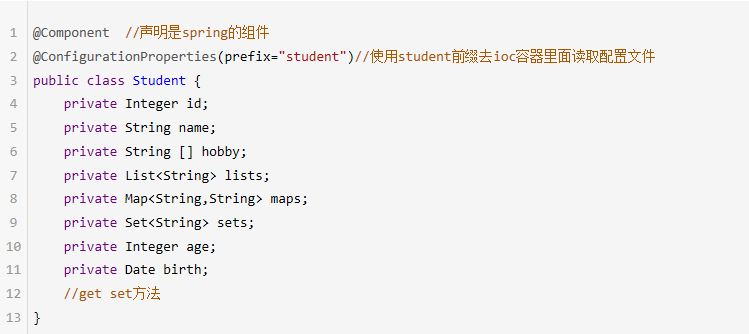 1 @Component  //声明是spring的组件
2 @ConfigurationProperties(prefix="student")//使用student前缀去ioc容器里面读取配置文件
3 public class Student {
4     private Integer id;
5     private String name;
6     private String [] hobby;
7     private List<String> lists;
8     private Map<String,String> maps;
9     private Set<String> sets;
10     private Integer age;
11     private Date birth;
12     //get set方法
13 }